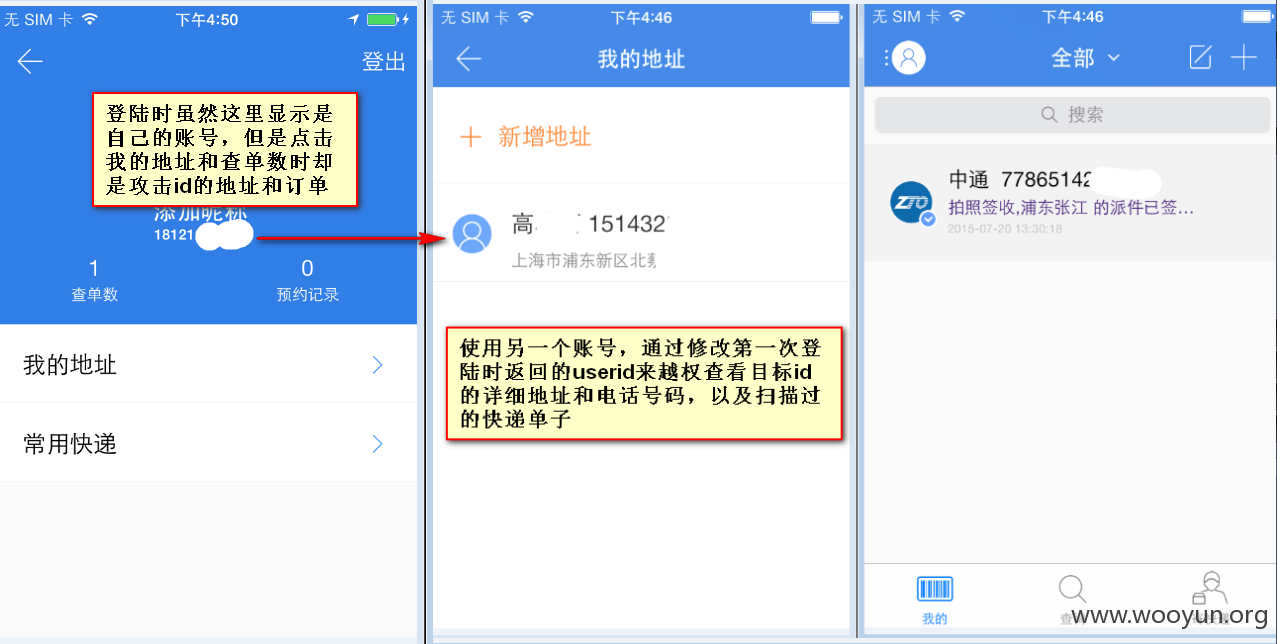 无 SIM 卡 下午4:50
登出
登陆时虽然这里显示是
自己的账号，但是点击
我的地址和查单数时却
是攻击id的地址和订单
添加昵称
18121
1 0
查单数 预约记录
我的地址
常用快递
无 SIM 卡 下午4:46
我的地址
新增地址
高 151432
上海市浦东新区北
使用另一个账号，通过修改第一次登
陆时返回的userid来越权查看目标id
的详细地址和电话号码，以及扫描过
的快递单子
无 SIM 卡 下午4:46
全部
搜索
ZTO
中通 77865142
拍照签收,浦东张江 的派件已签...
2015-07-20 13:30:18
我的
www.wooyun.org